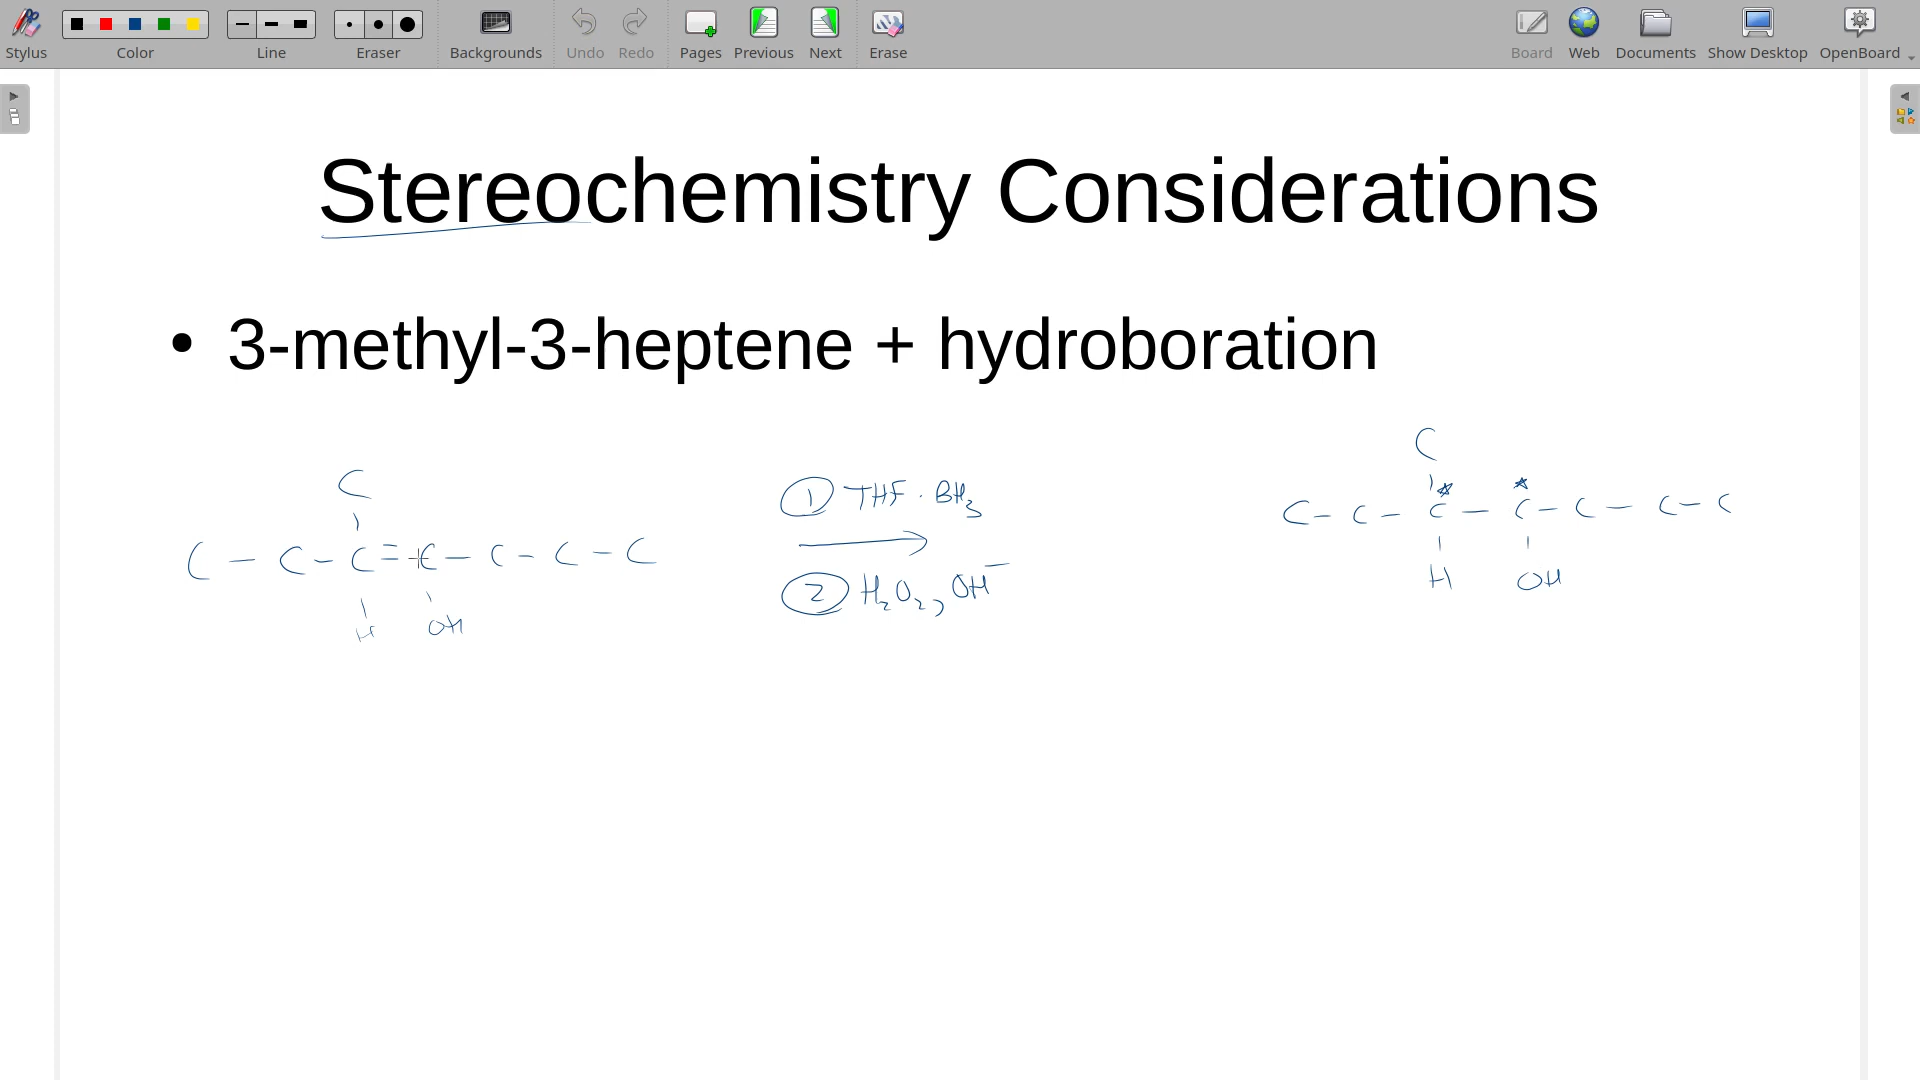 Stylus Color Line Eraser Backgrounds Undo Redo Pages Previous Next Erase Board Web Documents Show Desktop OpenBoard
Stereochemistry Considerations
• 3-methyl-3-heptene + hydroboration
C
C - C - C = C - C - C - C
H OH
① THF · BH₃
② H₂O₂, OH⁻
C
C - C - C - C - C - C - C
H OH